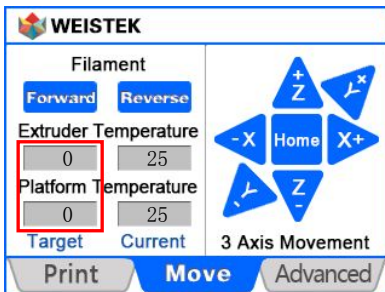 WEISTEK
Filament
Forward Reverse
Extruder Temperature
0 25
Platform Temperature
0 25
Target Current
+Z
Y+
-X Home X+
-Y
Z-
3 Axis Movement
Print Move Advanced